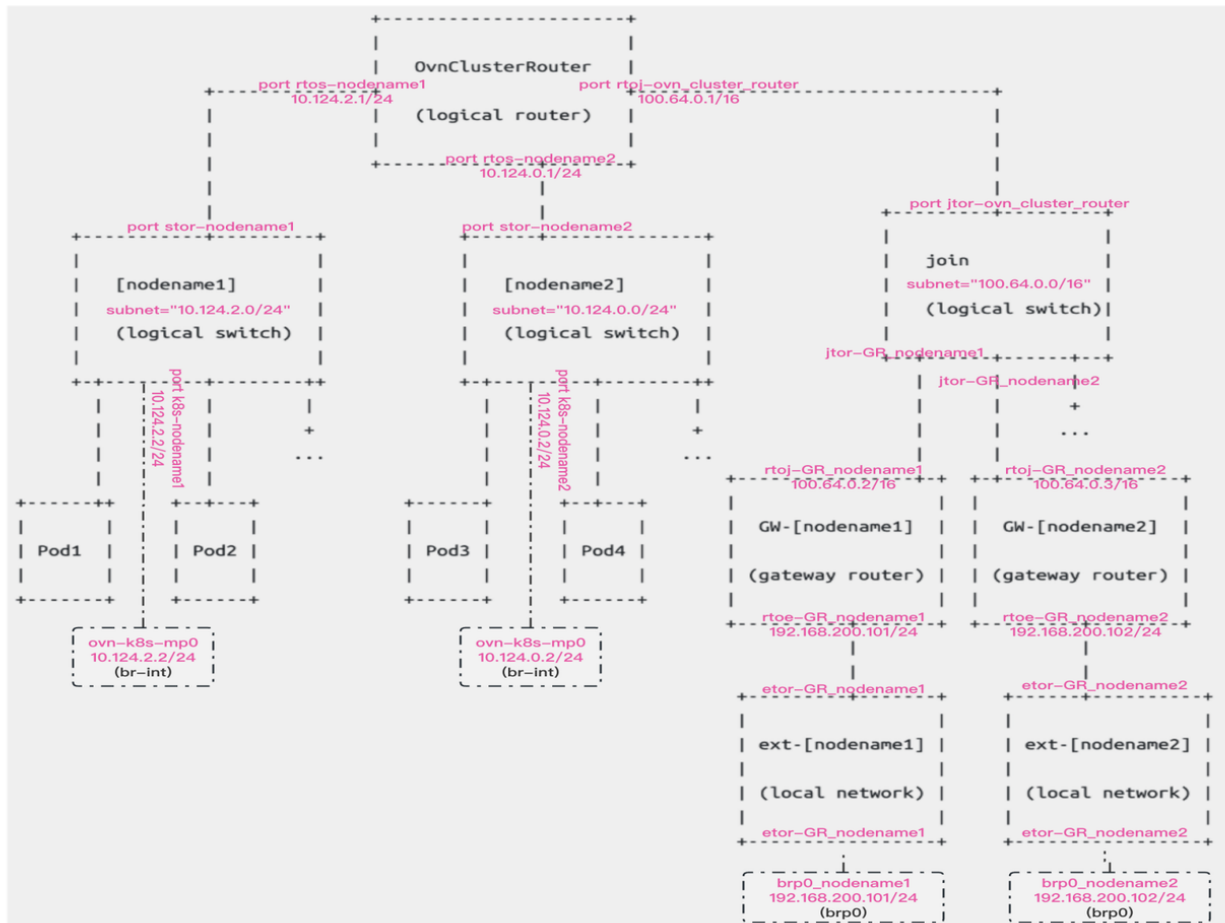 OvnClusterRouter
(logical router)
port rtos-nodename1
10.124.2.1/24
port rtoj-ovn_cluster_router
100.64.0.1/16
port rtos-nodename2
10.124.0.1/24
port stor-nodename1
[nodename1]
subnet="10.124.2.0/24"
(logical switch)
port stor-nodename2
[nodename2]
subnet="10.124.0.0/24"
(logical switch)
port jtor-ovn_cluster_router
join
subnet="100.64.0.0/16"
(logical switch)
jtor-GR_nodename1
jtor-GR_nodename2
port k8s-nodename1
10.124.2.2/24
port k8s-nodename2
10.124.0.2/24
...
...
...
Pod1
Pod2
Pod3
Pod4
ovn-k8s-mp0
10.124.2.2/24
(br-int)
ovn-k8s-mp0
10.124.0.2/24
(br-int)
rtoj-GR_nodename1
100.64.0.2/16
GW-[nodename1]
(gateway router)
rtoe-GR_nodename1
192.168.200.101/24
rtoj-GR_nodename2
100.64.0.3/16
GW-[nodename2]
(gateway router)
rtoe-GR_nodename2
192.168.200.102/24
etor-GR_nodename1
ext-[nodename1]
(local network)
etor-GR_nodename1
etor-GR_nodename2
ext-[nodename2]
(local network)
etor-GR_nodename2
brp0_nodename1
192.168.200.101/24
(brp0)
brp0_nodename2
192.168.200.102/24
(brp0)